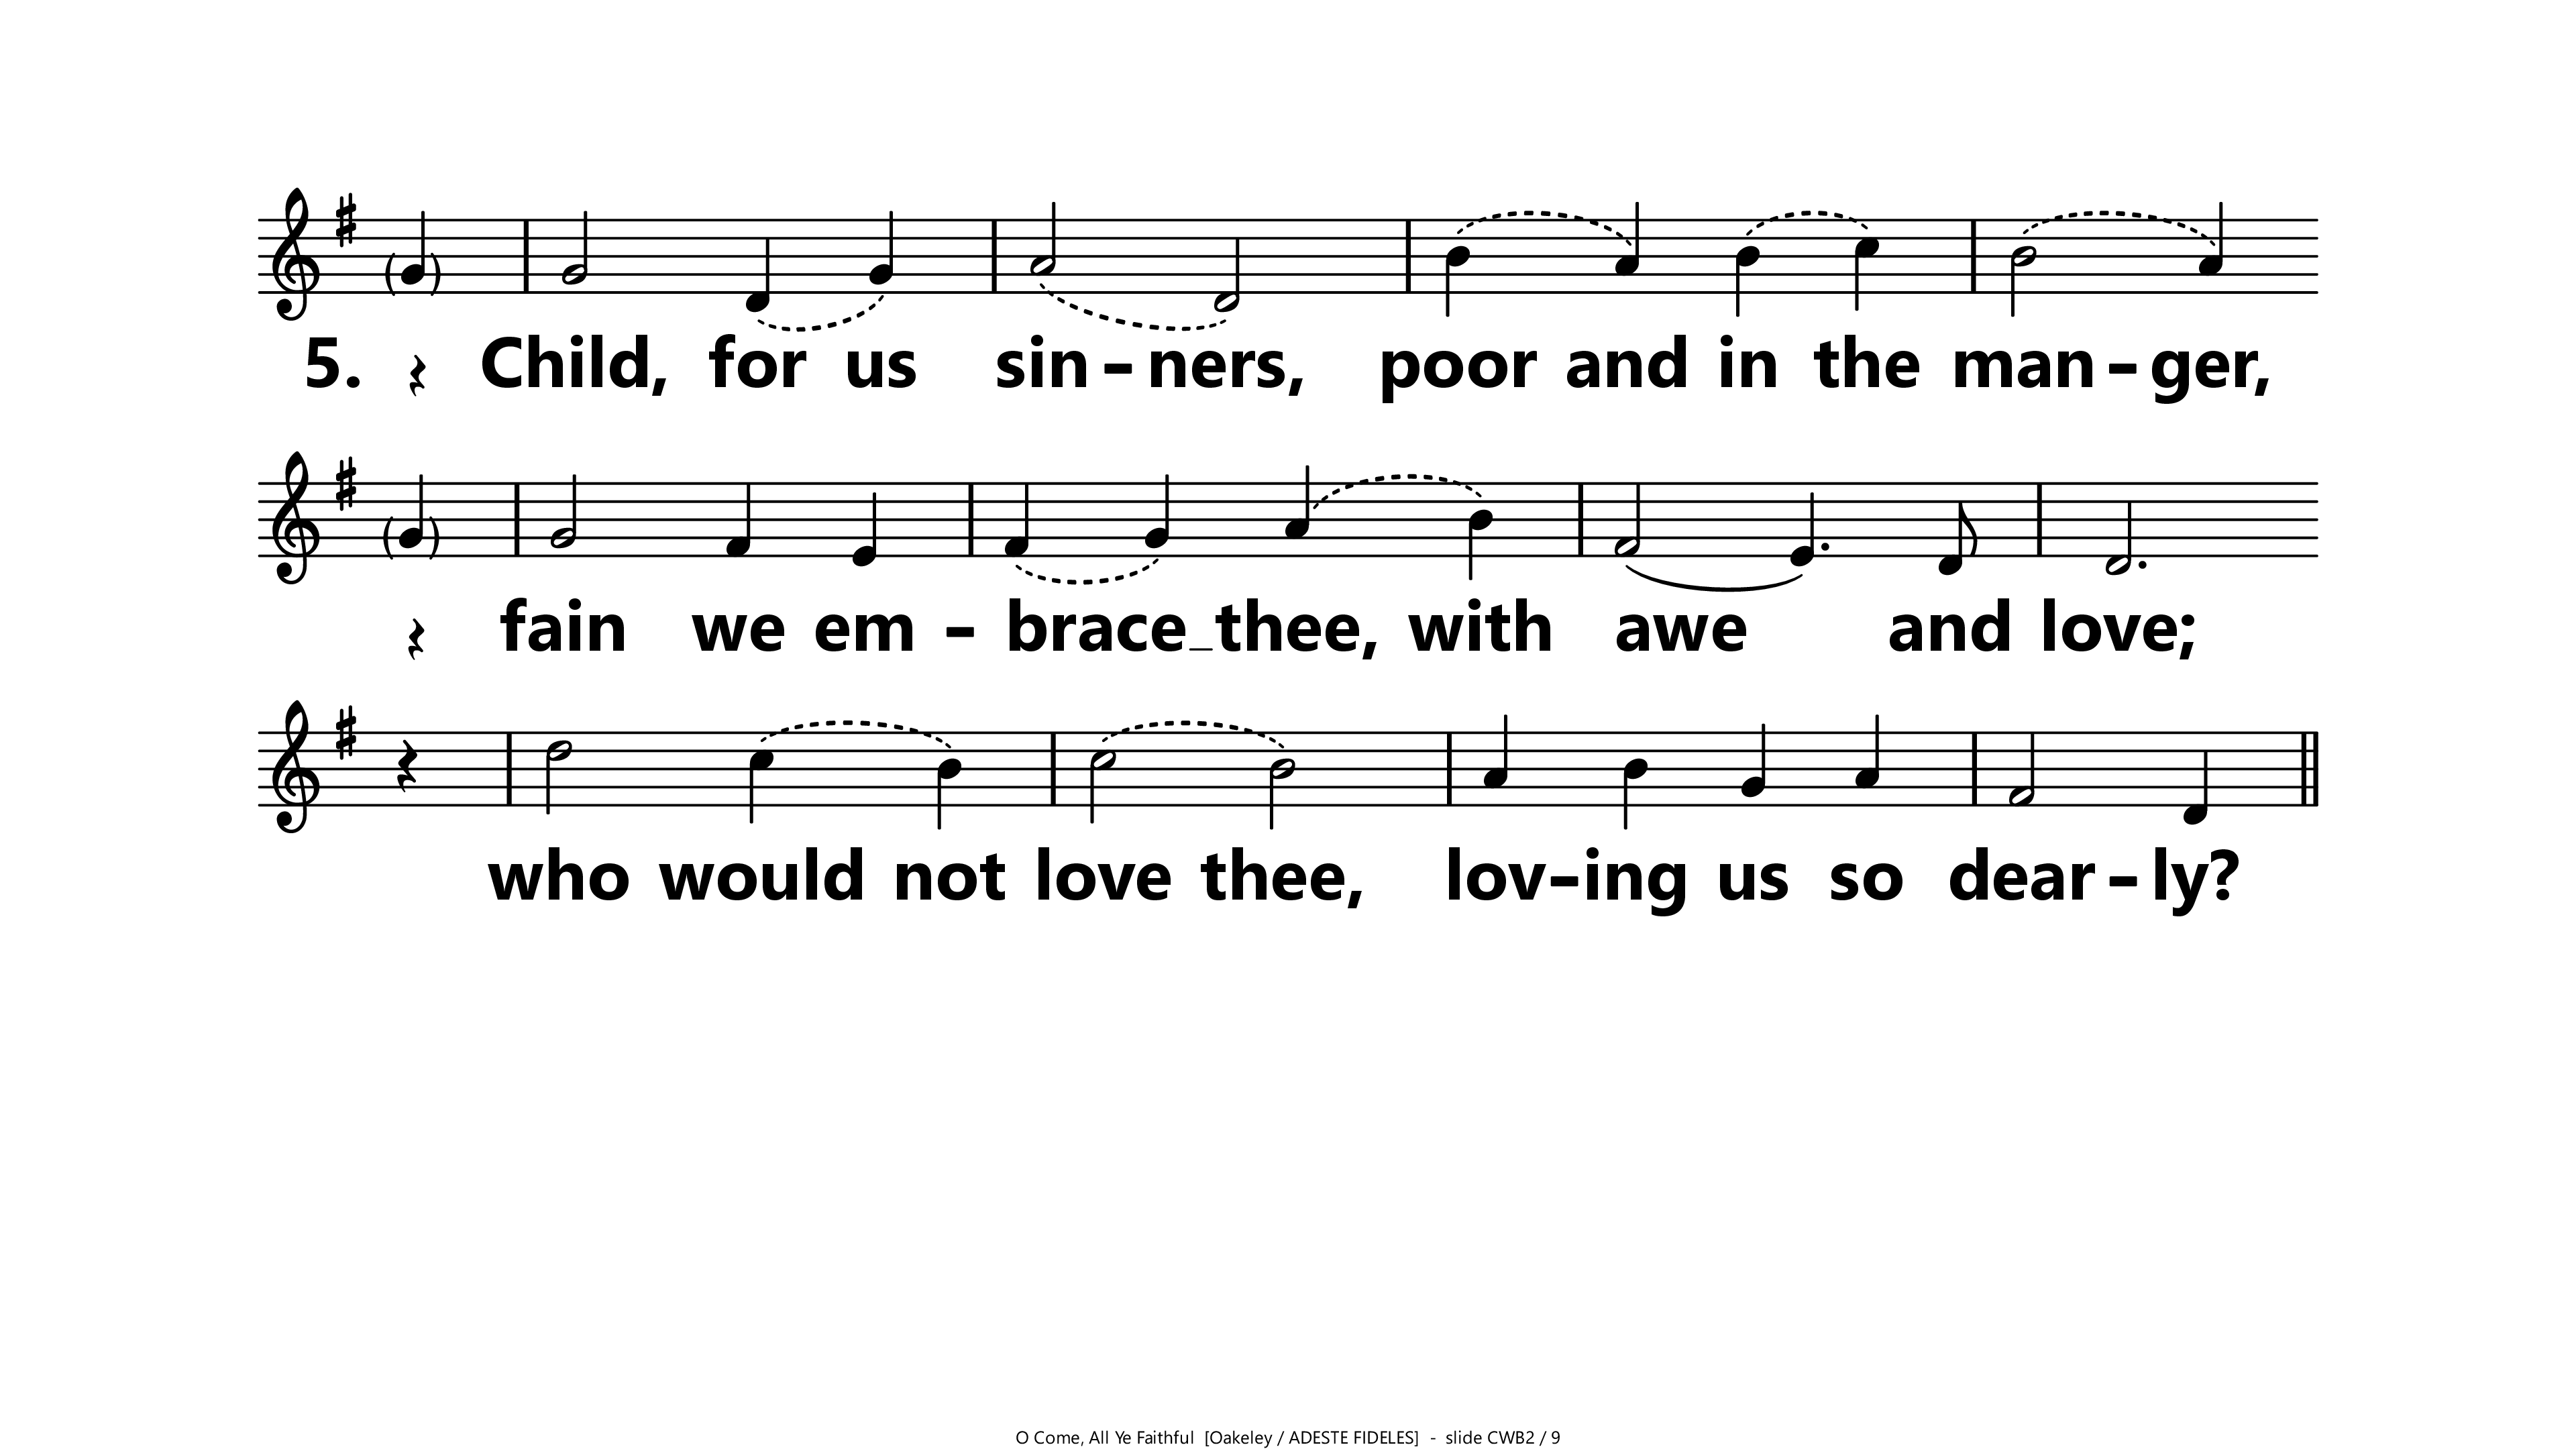 5. Child, for us sin-ners, poor and in the man-ger,
fain we em-brace_thee, with awe and love;
who would not love thee, lov-ing us so dear-ly?
O Come, All Ye Faithful [Oakeley / ADESTE FIDELES] - slide CWB2 / 9